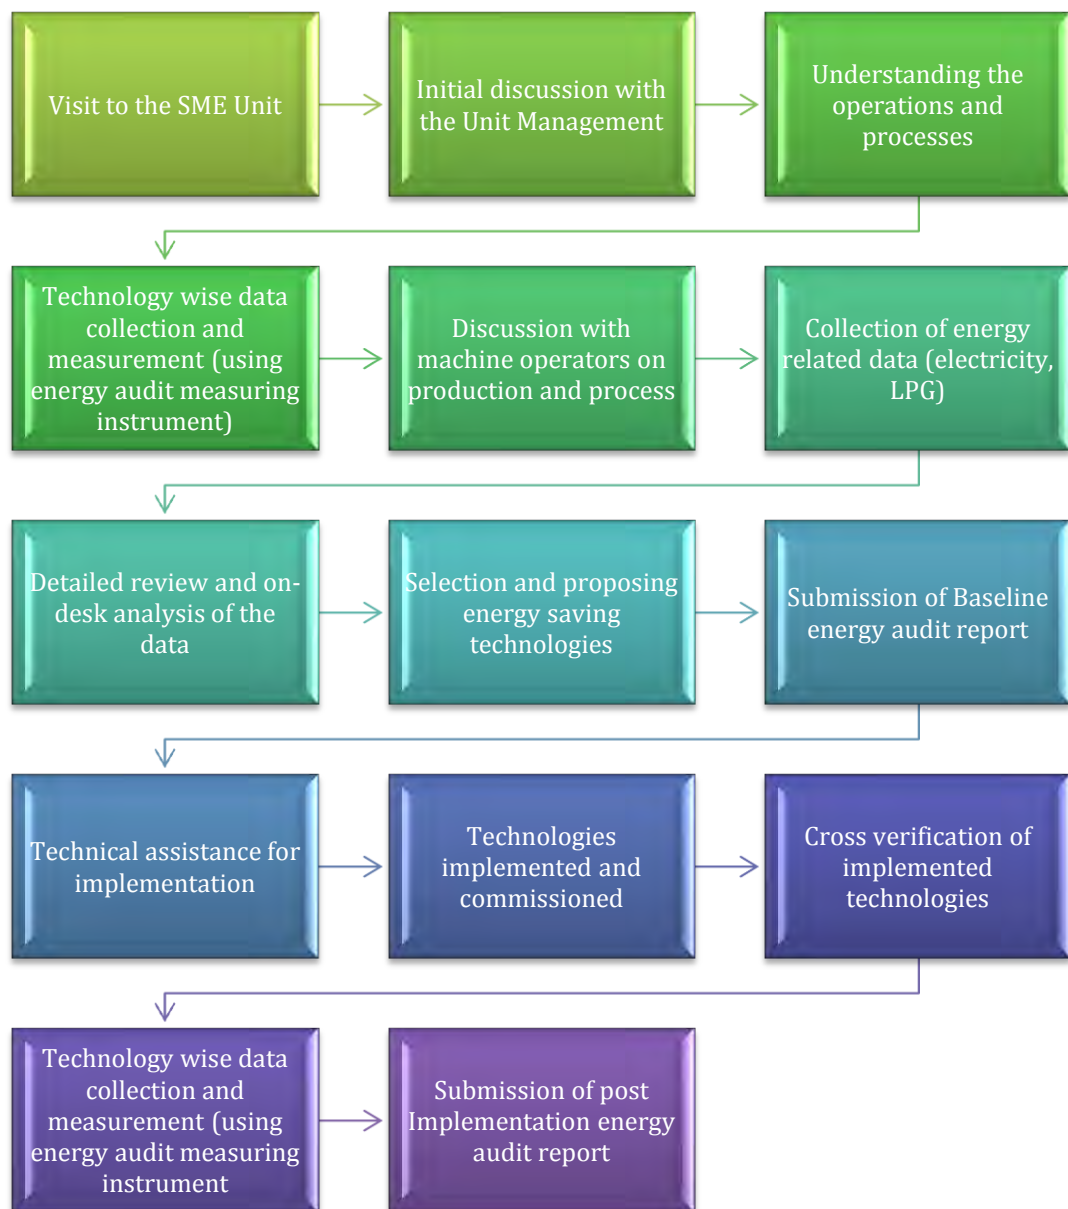 Visit to the SME Unit
Initial discussion with
the Unit Management
Understanding the
operations and
processes
Technology wise data
collection and
measurement (using
energy audit measuring
instrument)
Discussion with
machine operators on
production and process
Collection of energy
related data (electricity,
LPG)
Detailed review and on-
desk analysis of the
data
Selection and proposing
energy saving
technologies
Submission of Baseline
energy audit report
Technical assistance for
implementation
Technologies
implemented and
commissioned
Cross verification of
implemented
technologies
Technology wise data
collection and
measurement (using
energy audit measuring
instrument
Submission of post
Implementation energy
audit report